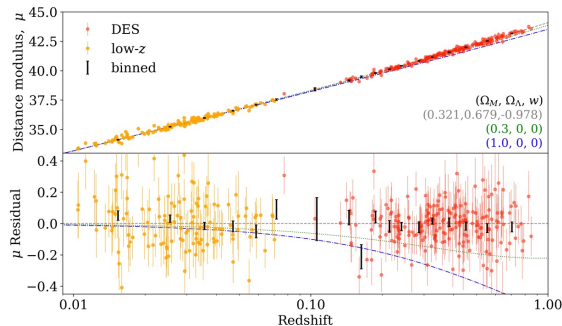 45.0
42.5
40.0
37.5
35.0
Distance modulus, μ
DES
low-z
binned
(Ω_M, Ω_Λ, w)
(0.321,0.679,-0.978)
(0.3, 0, 0)
(1.0, 0, 0)
0.4
0.2
0.0
−0.2
−0.4
μ Residual
0.01
0.10
1.00
Redshift